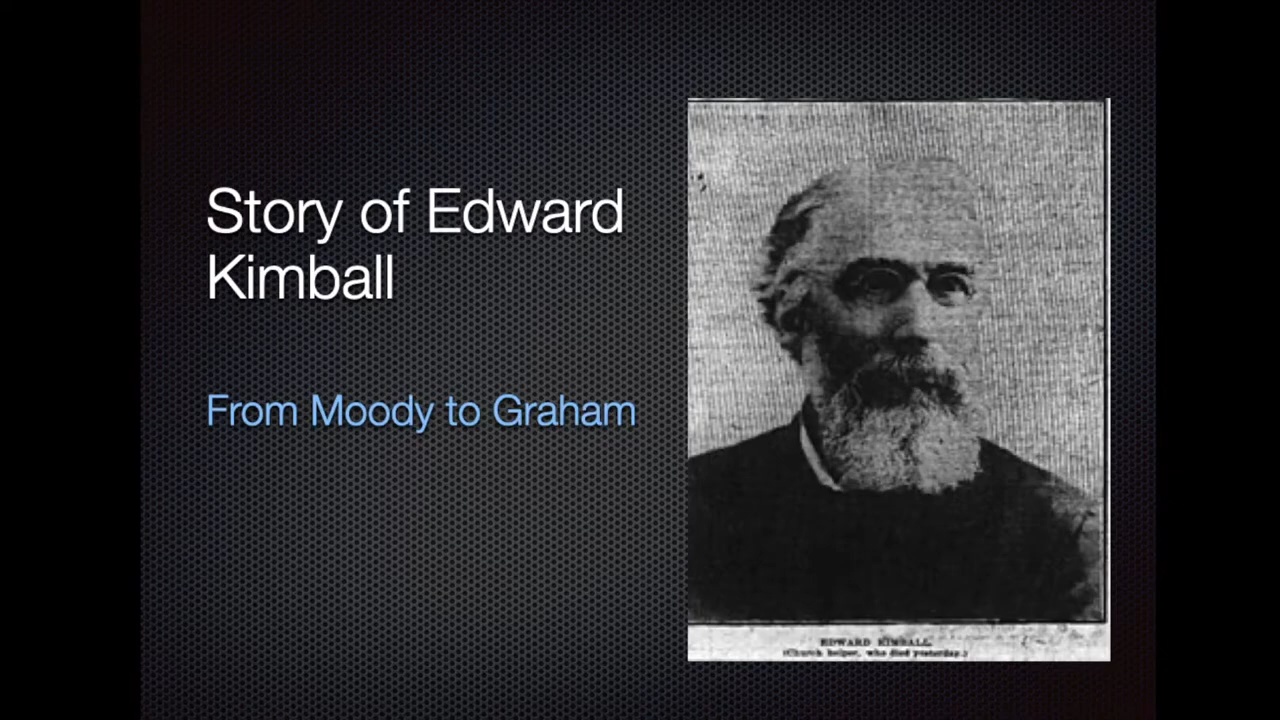 Story of Edward
Kimball
From Moody to Graham
EDWARD KIMBALL,
(Church helper, who died yesterday.)